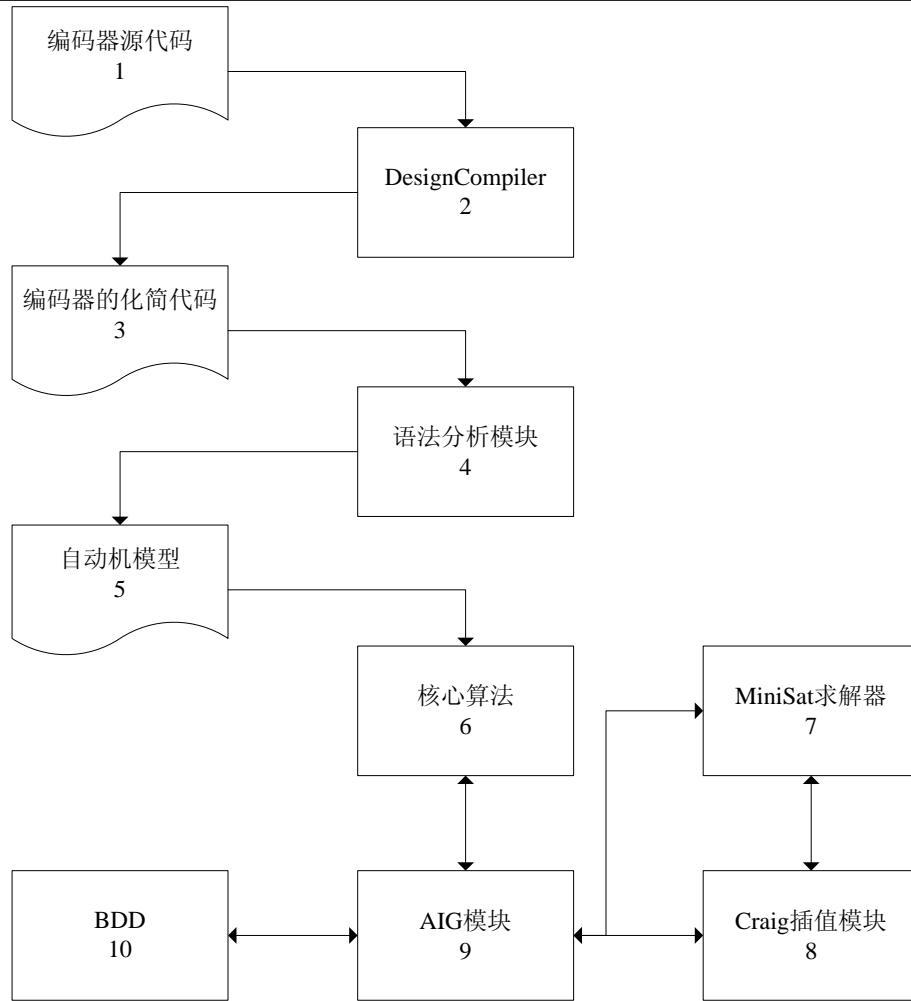 编码器源代码
1
DesignCompiler
2
编码器的化简代码
3
语法分析模块
4
自动机模型
5
核心算法
6
MiniSat求解器
7
BDD
10
AIG模块
9
Craig插值模块
8